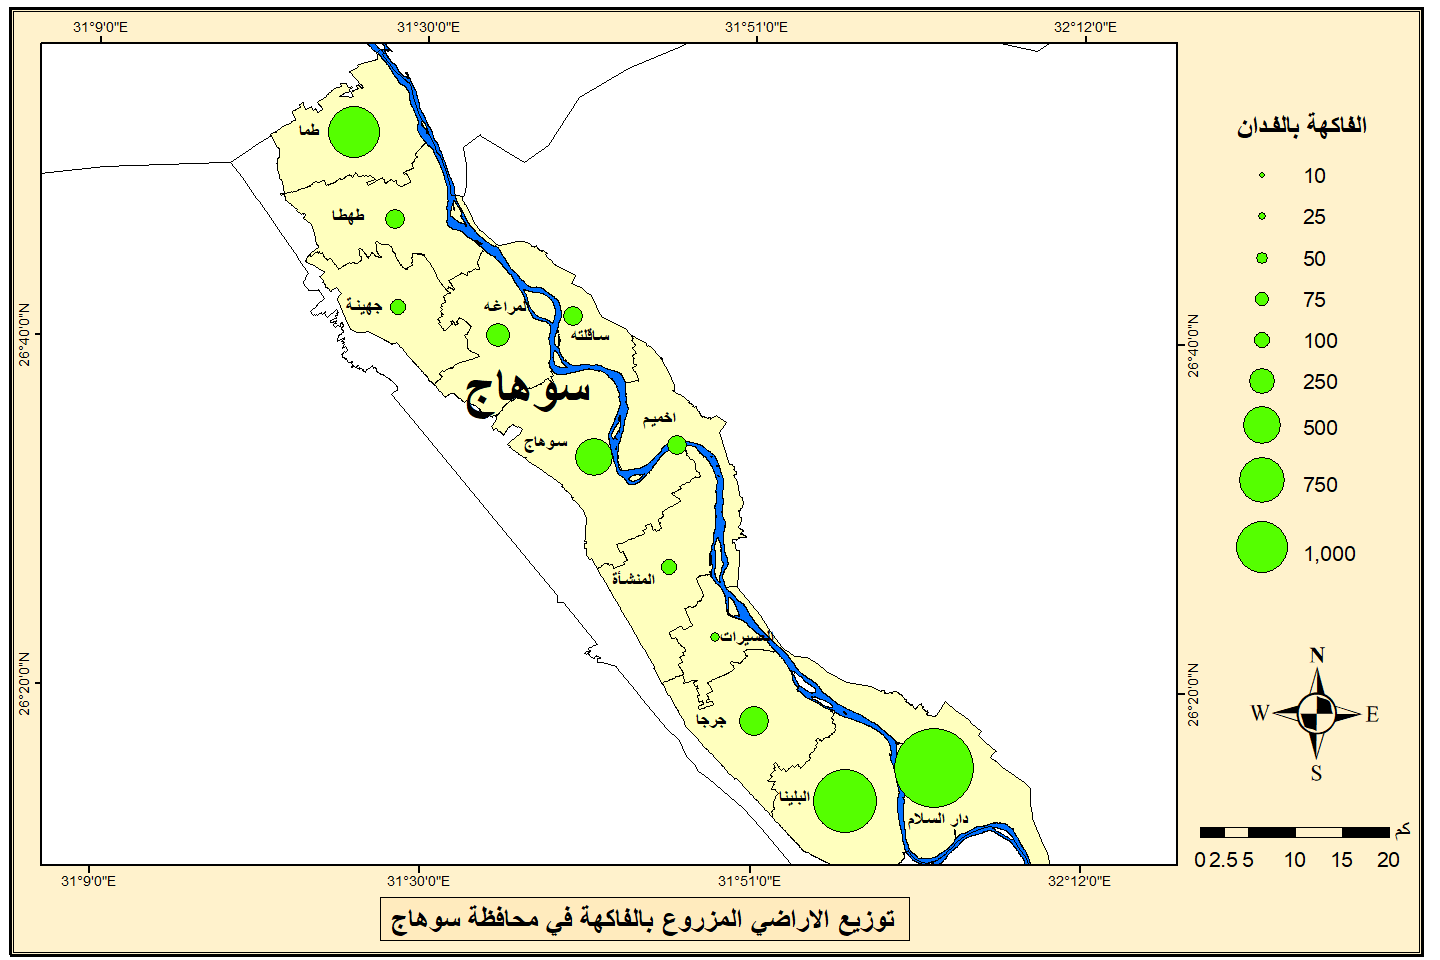 31°9'0"E
31°30'0"E
31°51'0"E
32°12'0"E
طما
الفاكهة بالفدان
10
طهطا
25
50
جهينة
المراغه
75
26°40'0"N
ساقلته
100
26°40'0"N
سوهاج
250
اخميم
500
سوهاج
750
1,000
المنشأة
العسيرات
N
W
E
S
26°20'0"N
26°20'0"N
جرجا
البلينا
دار السلام
كم
0 2.5 5 10 15 20
31°9'0"E
31°30'0"E
31°51'0"E
32°12'0"E
توزيع الاراضي المزروع بالفاكهة في محافظة سوهاج